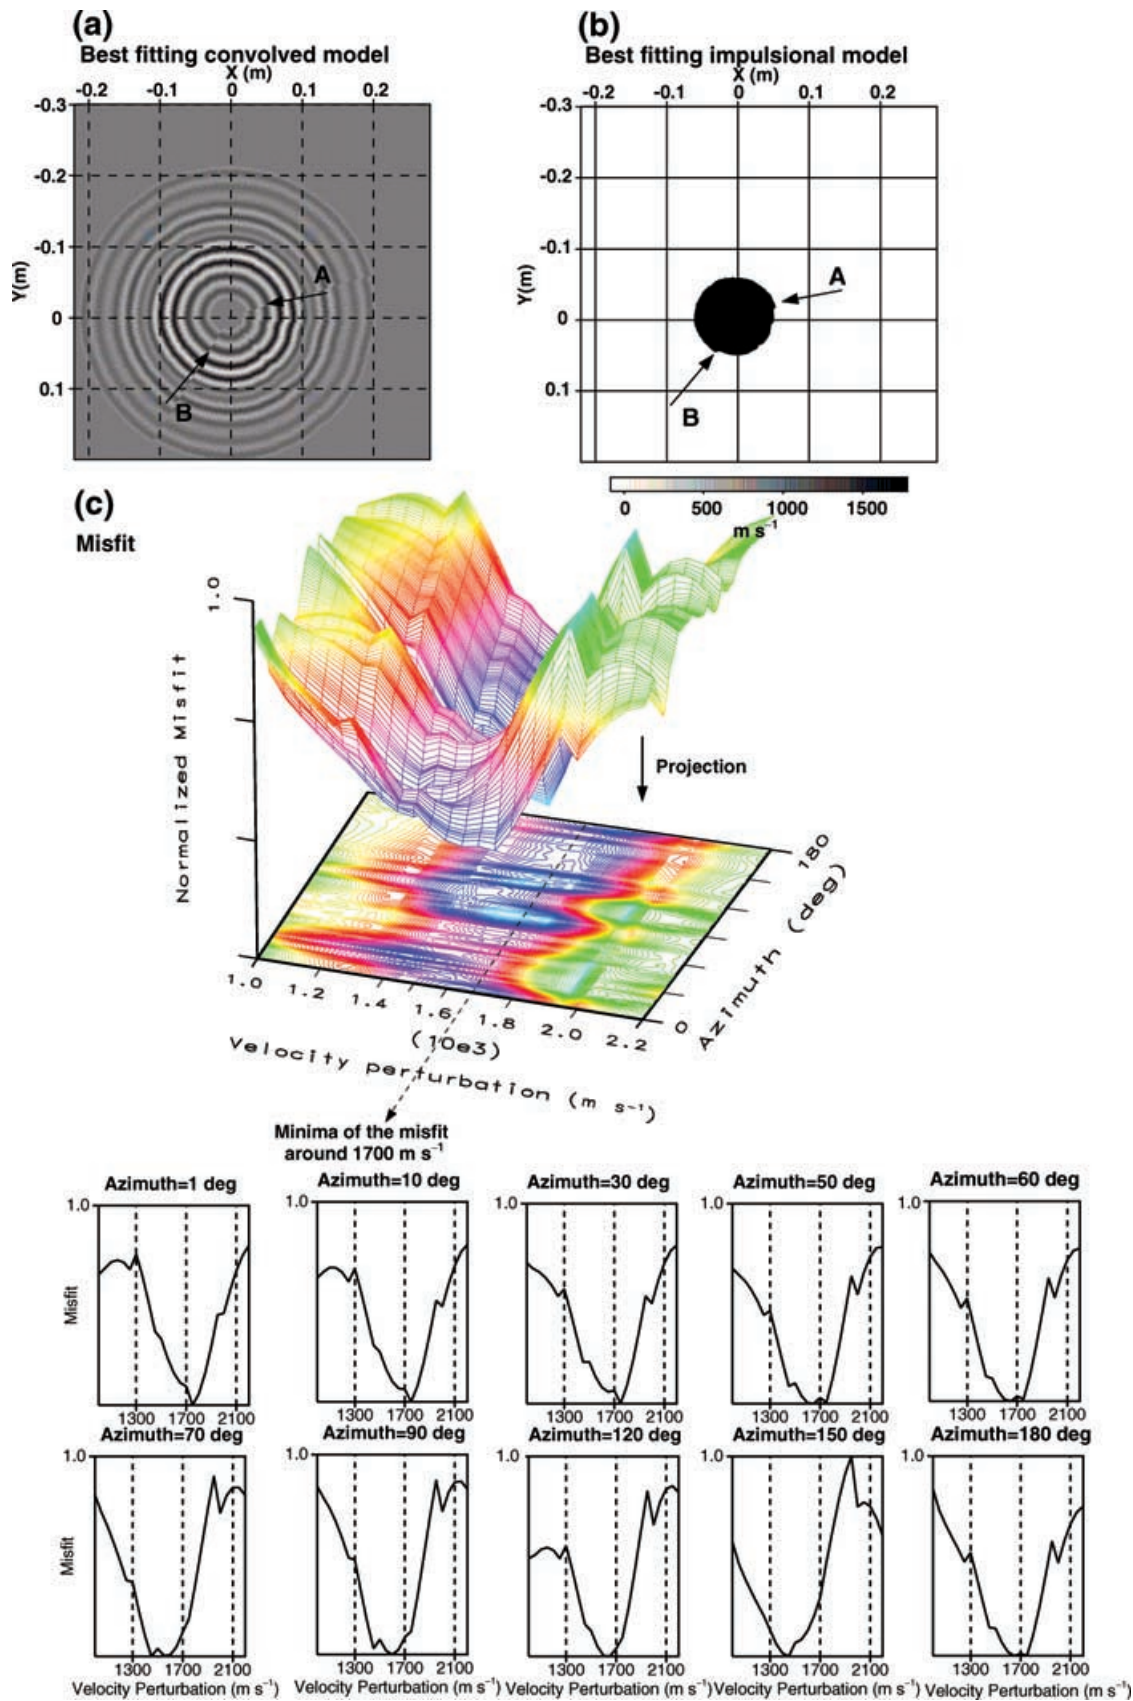 (a)
Best fitting convolved model
X (m)
-0.2 -0.1 0 0.1 0.2
-0.3
-0.2
-0.1
0
0.1
Y(m)
A
B
(b)
Best fitting impulsional model
X (m)
-0.2 -0.1 0 0.1 0.2
-0.3
-0.2
-0.1
0
0.1
Y(m)
A
B
0 500 1000 1500
m s⁻¹
(c)
Misfit
1.0
Normalized Misfit
Projection
1.0 1.2 1.4 1.6 1.8 2.0 2.2
(10e3)
Velocity perturbation (m s⁻¹)
0 180
Azimuth (deg)
Minima of the misfit
around 1700 m s⁻¹
Azimuth=1 deg
1.0
Misfit
1300 1700 2100
Azimuth=10 deg
1.0
1300 1700 2100
Azimuth=30 deg
1.0
1300 1700 2100
Azimuth=50 deg
1.0
1300 1700 2100
Azimuth=60 deg
1.0
1300 1700 2100
Azimuth=70 deg
1.0
Misfit
1300 1700 2100
Velocity Perturbation (m s⁻¹)
Azimuth=90 deg
1.0
1300 1700 2100
Velocity Perturbation (m s⁻¹)
Azimuth=120 deg
1.0
1300 1700 2100
Velocity Perturbation (m s⁻¹)
Azimuth=150 deg
1.0
1300 1700 2100
Velocity Perturbation (m s⁻¹)
Azimuth=180 deg
1.0
1300 1700 2100
Velocity Perturbation (m s⁻¹)